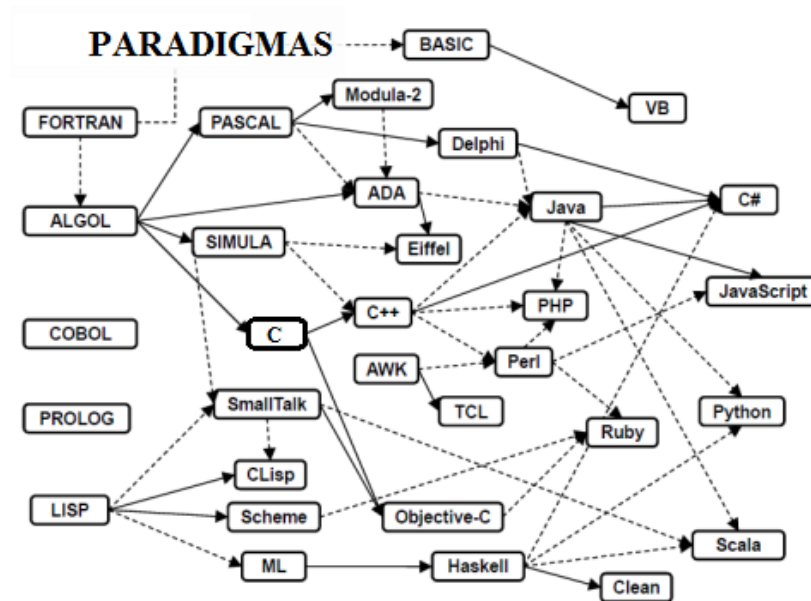 PARADIGMAS
BASIC
Modula-2
VB
FORTRAN
PASCAL
Delphi
ADA
Java
C#
ALGOL
SIMULA
Eiffel
JavaScript
C++
PHP
COBOL
C
AWK
Perl
SmallTalk
TCL
Python
PROLOG
Ruby
CLisp
LISP
Scheme
Objective-C
Scala
ML
Haskell
Clean